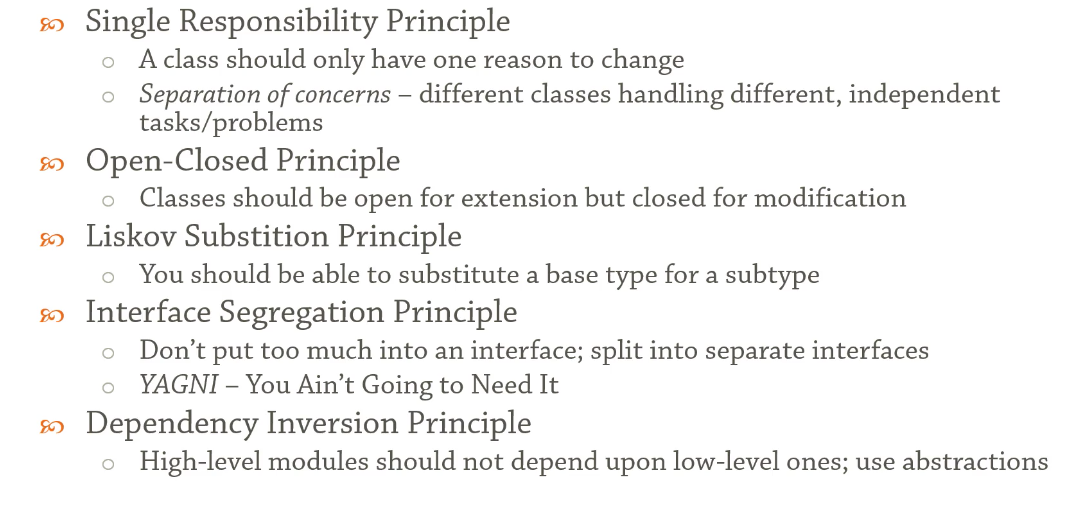 Single Responsibility Principle
A class should only have one reason to change
Separation of concerns – different classes handling different, independent
tasks/problems
Open-Closed Principle
Classes should be open for extension but closed for modification
Liskov Substition Principle
You should be able to substitute a base type for a subtype
Interface Segregation Principle
Don’t put too much into an interface; split into separate interfaces
YAGNI – You Ain’t Going to Need It
Dependency Inversion Principle
High-level modules should not depend upon low-level ones; use abstractions